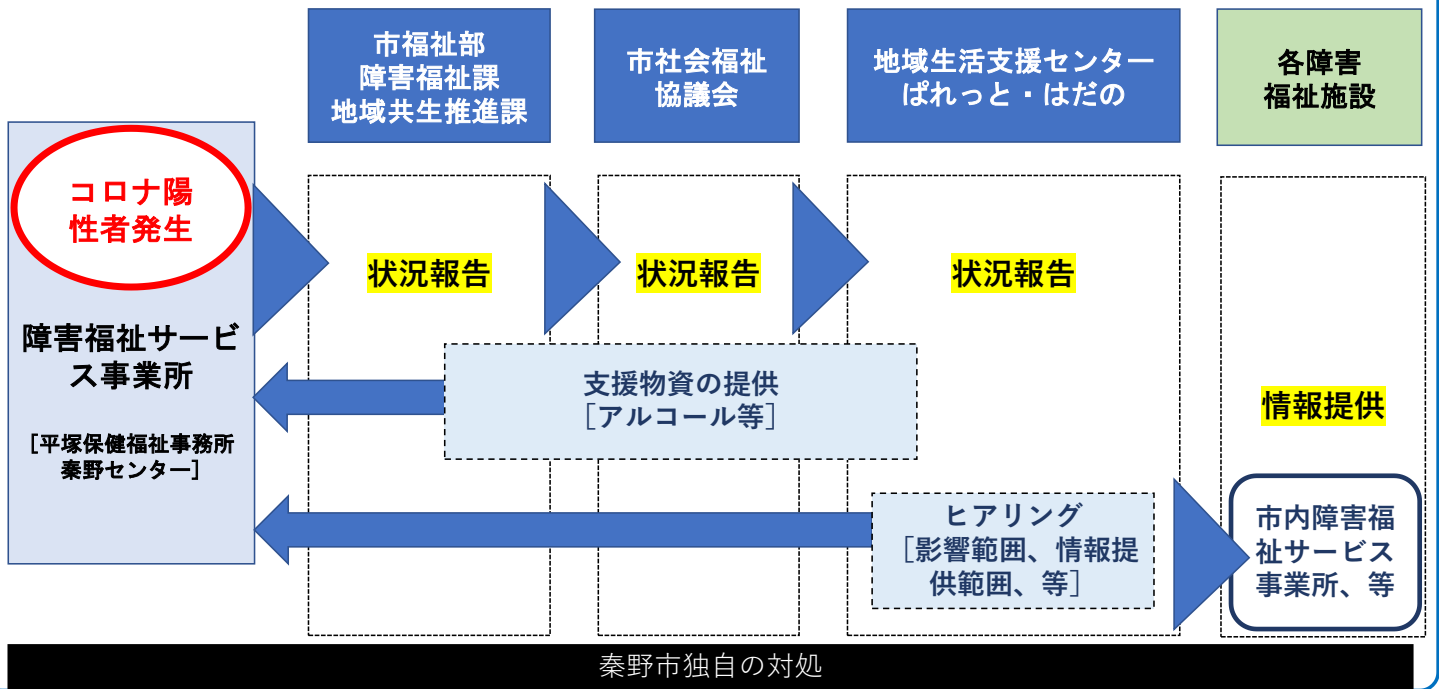 市福祉部
障害福祉課
地域共生推進課
市社会福祉
協議会
地域生活支援センター
ぱれっと・はだの
各障害
福祉施設
コロナ陽
性者発生
障害福祉サービ
ス事業所
[平塚保健福祉事務所
秦野センター]
状況報告
状況報告
状況報告
支援物資の提供
[アルコール等]
情報提供
ヒアリング
[影響範囲、情報提
供範囲、等]
市内障害福
祉サービス
事業所、等
秦野市独自の対処